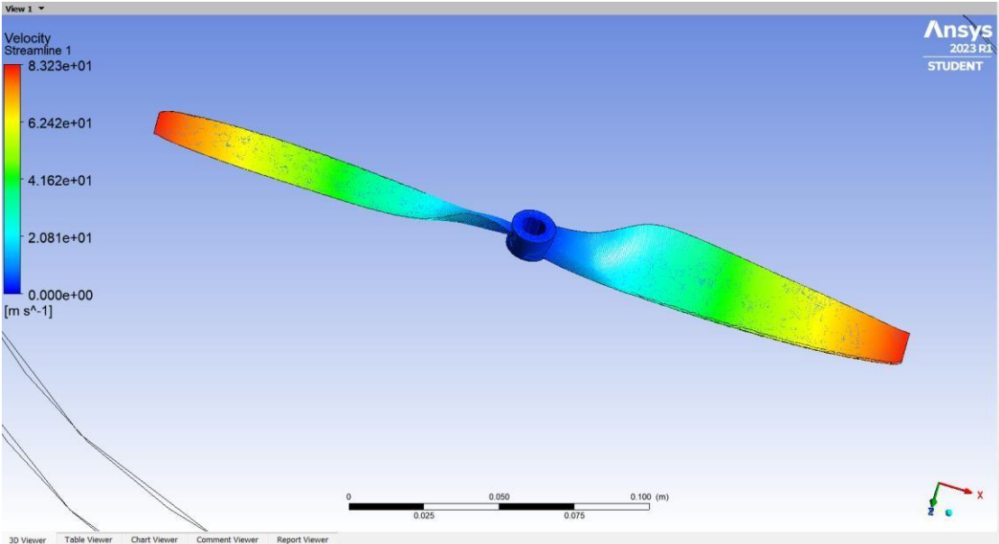 View 1
Velocity
Streamline 1
8.323e+01
6.242e+01
4.162e+01
2.081e+01
0.000e+00
[m s^-1]
Ansys
2023 R1
STUDENT
0 0.050 0.100 (m)
0.025 0.075
X
Z
3D Viewer Table Viewer Chart Viewer Comment Viewer Report Viewer